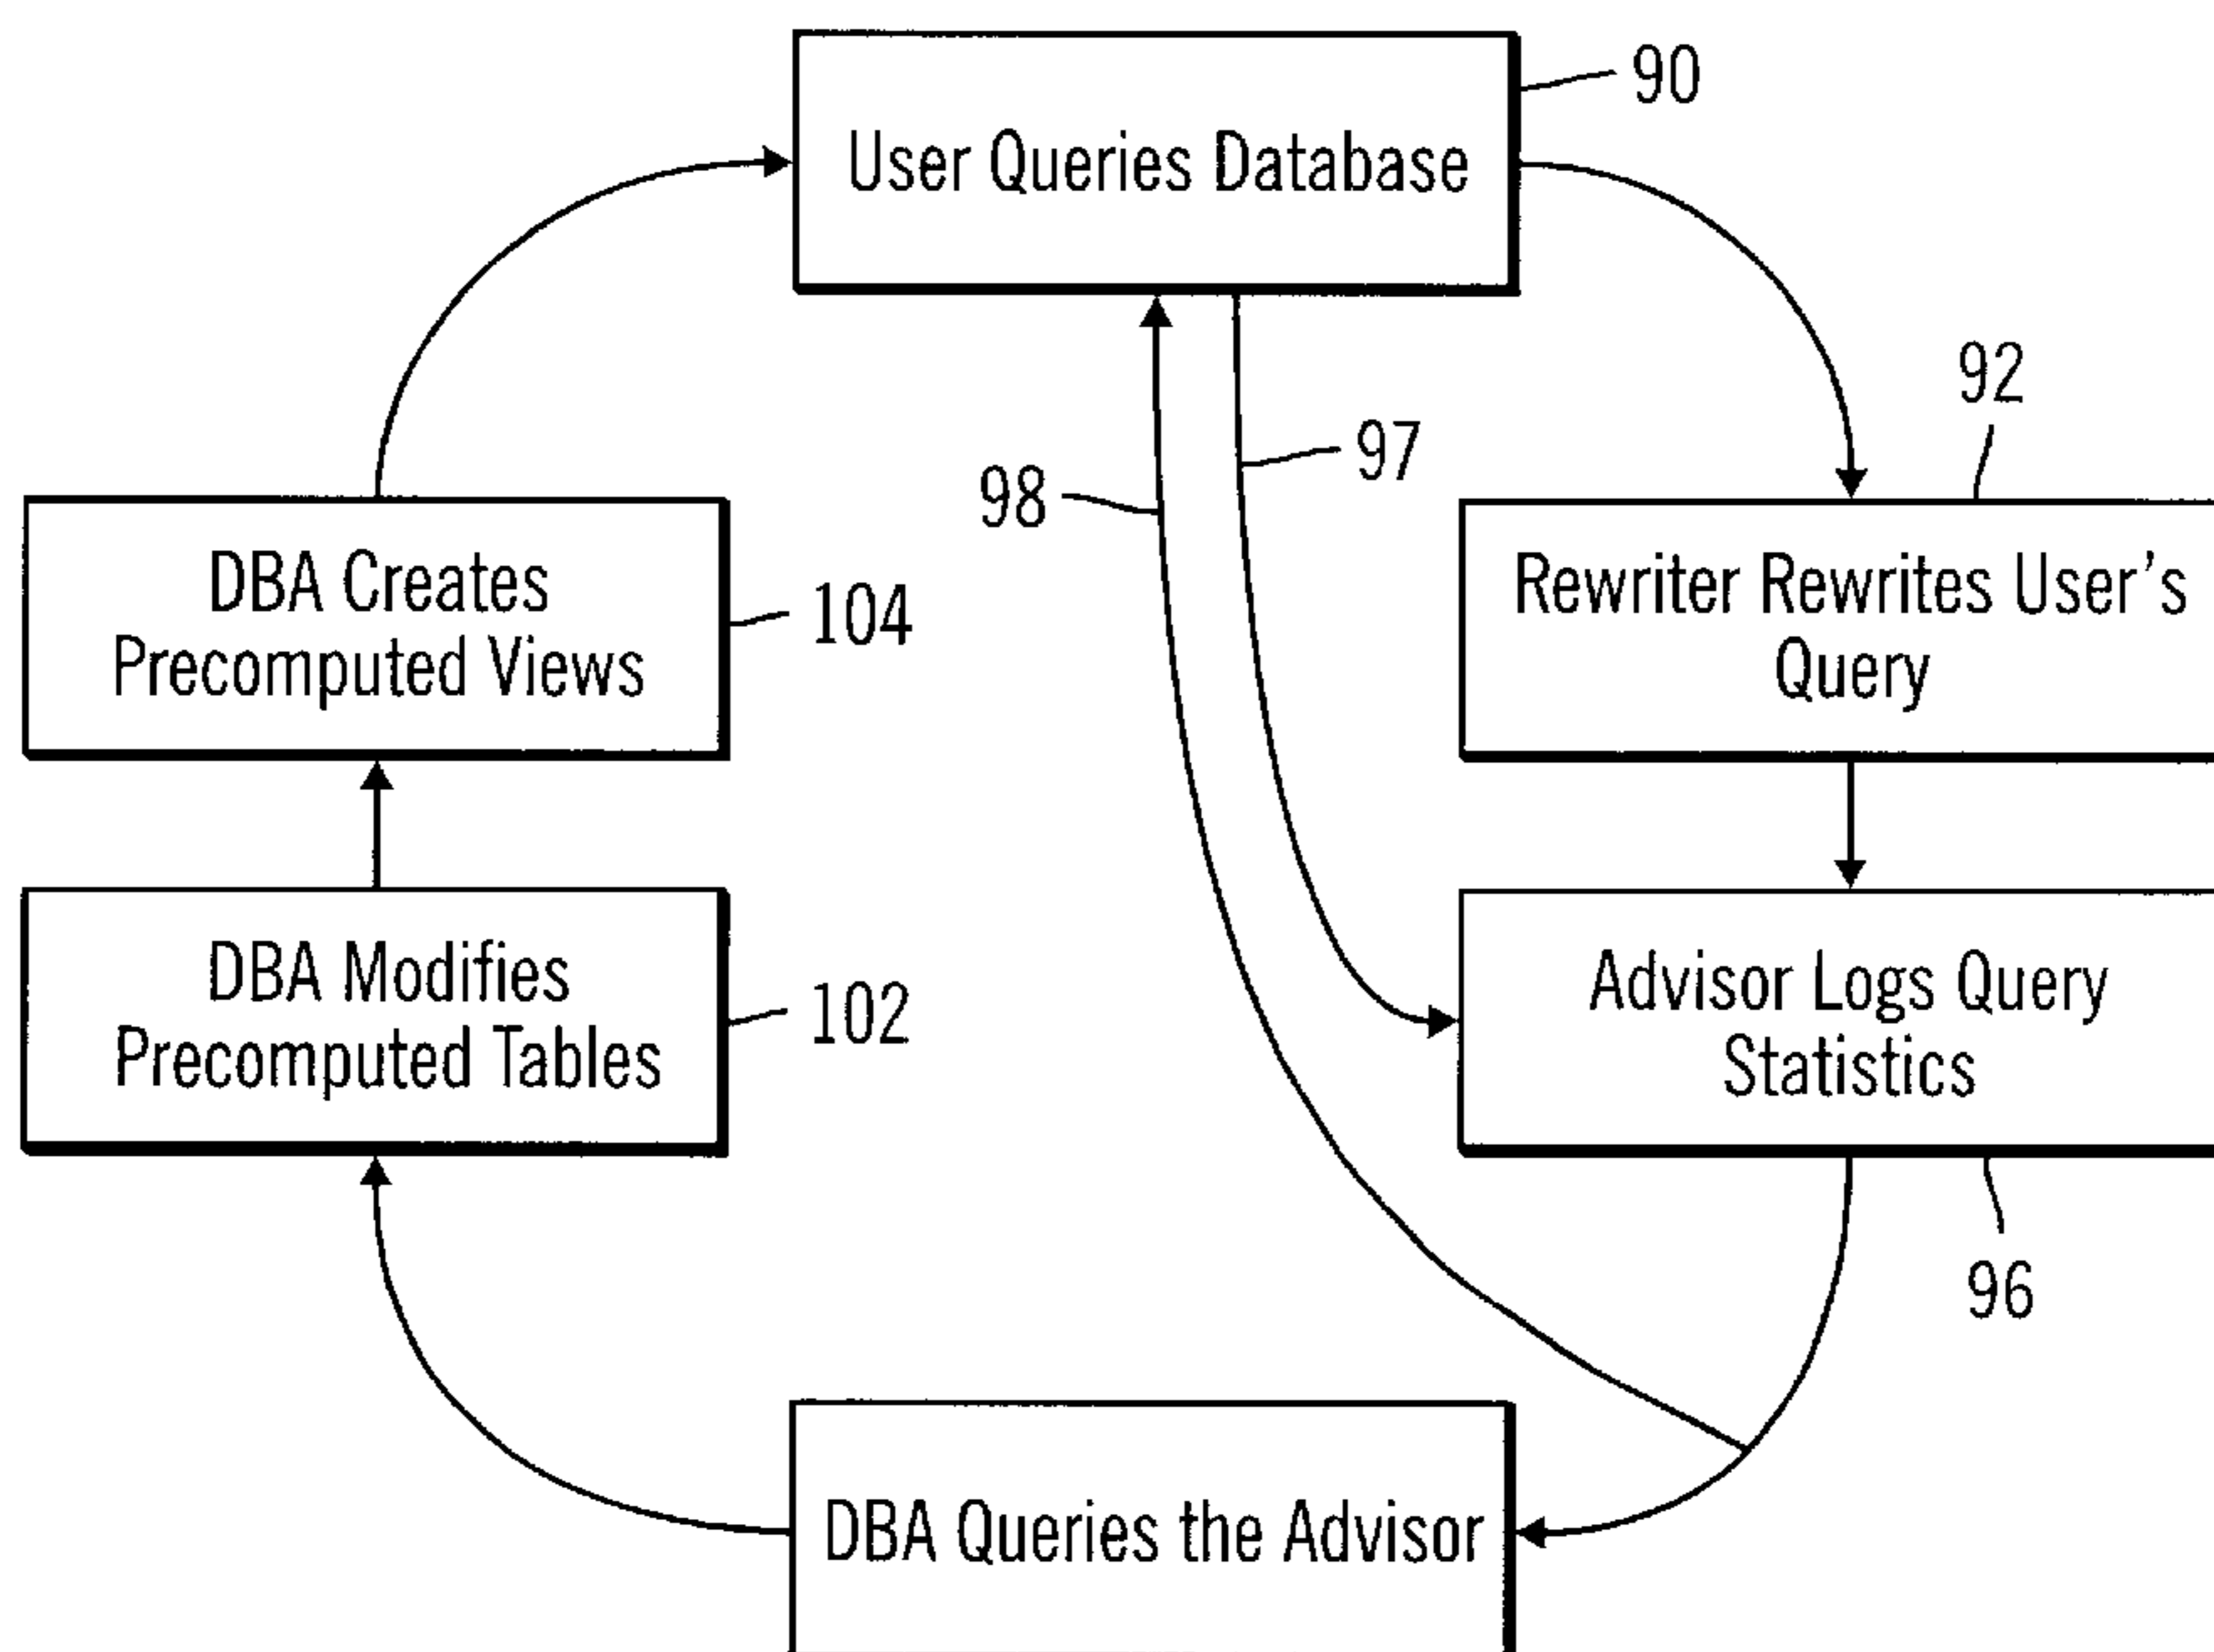 90
User Queries Database
92
97
98
DBA Creates
Precomputed Views
104
Rewriter Rewrites User's
Query
DBA Modifies
Precomputed Tables
102
Advisor Logs Query
Statistics
96
DBA Queries the Advisor